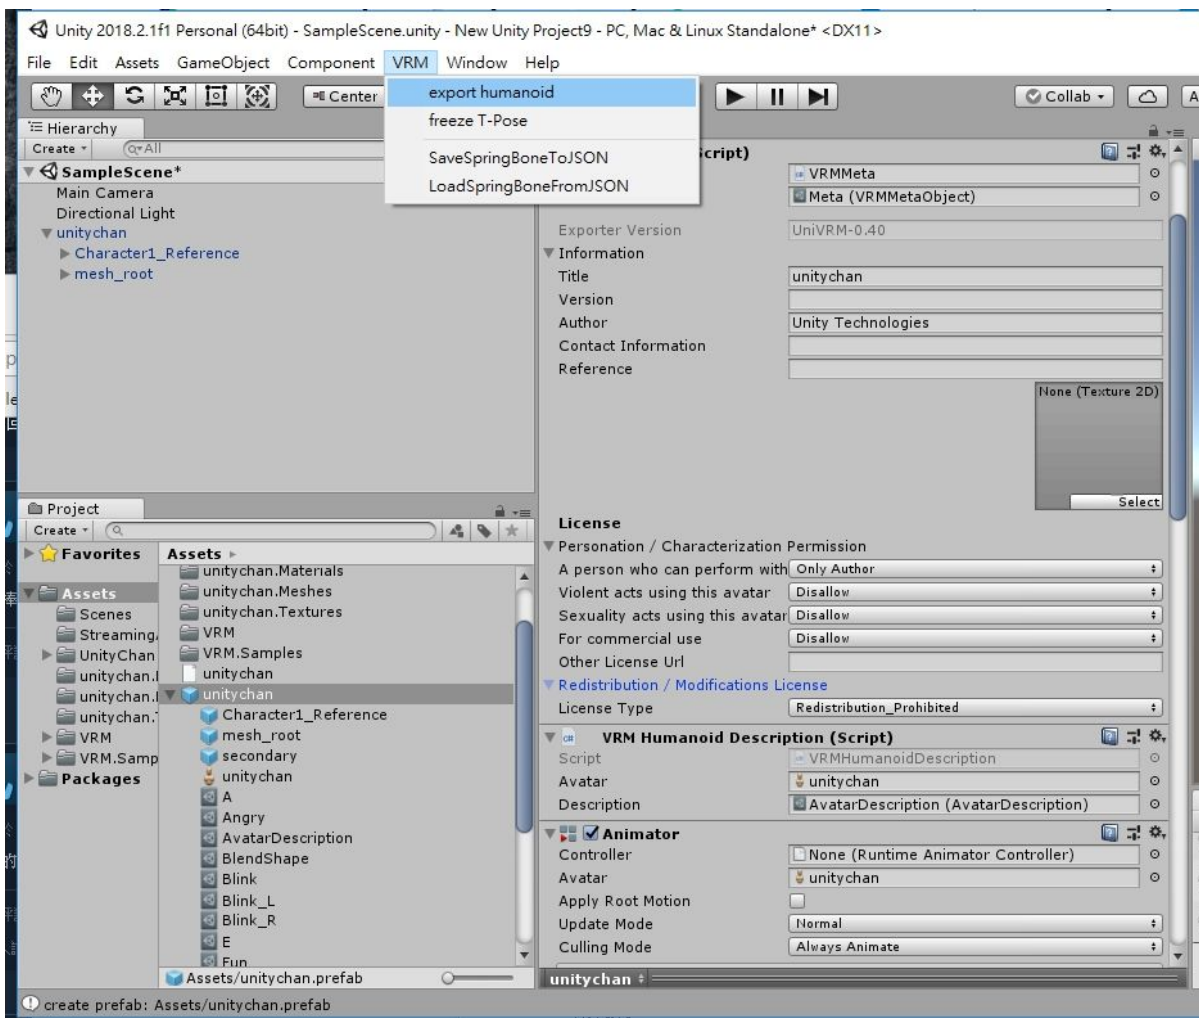 Unity 2018.2.1f1 Personal (64bit) - SampleScene.unity - New Unity Project9 - PC, Mac & Linux Standalone* <DX11>
File Edit Assets GameObject Component VRM Window Help
Center
Collab
export humanoid
freeze T-Pose
SaveSpringBoneToJSON
LoadSpringBoneFromJSON
Hierarchy
Create All
SampleScene*
Main Camera
Directional Light
unitychan
Character1_Reference
mesh_root
cript)
VRMMeta
Meta (VRMMetaObject)
Exporter Version UniVRM-0.40
Information
Title unitychan
Version
Author Unity Technologies
Contact Information
Reference
None (Texture 2D)
Select
License
Personation / Characterization Permission
A person who can perform with Only Author
Violent acts using this avatar Disallow
Sexuality acts using this avatar Disallow
For commercial use Disallow
Other License Url
Redistribution / Modifications License
License Type Redistribution_Prohibited
VRM Humanoid Description (Script)
Script VRMHumanoidDescription
Avatar unitychan
Description AvatarDescription (AvatarDescription)
Animator
Controller None (Runtime Animator Controller)
Avatar unitychan
Apply Root Motion
Update Mode Normal
Culling Mode Always Animate
unitychan
Project
Create
Favorites
Assets
Scenes
Streaming
UnityChan
unitychan.
unitychan.
unitychan.
VRM
VRM.Samp
Packages
Assets
unitychan.Materials
unitychan.Meshes
unitychan.Textures
VRM
VRM.Samples
unitychan
unitychan
Character1_Reference
mesh_root
secondary
unitychan
A
Angry
AvatarDescription
BlendShape
Blink
Blink_L
Blink_R
E
Fun
Assets/unitychan.prefab
create prefab: Assets/unitychan.prefab